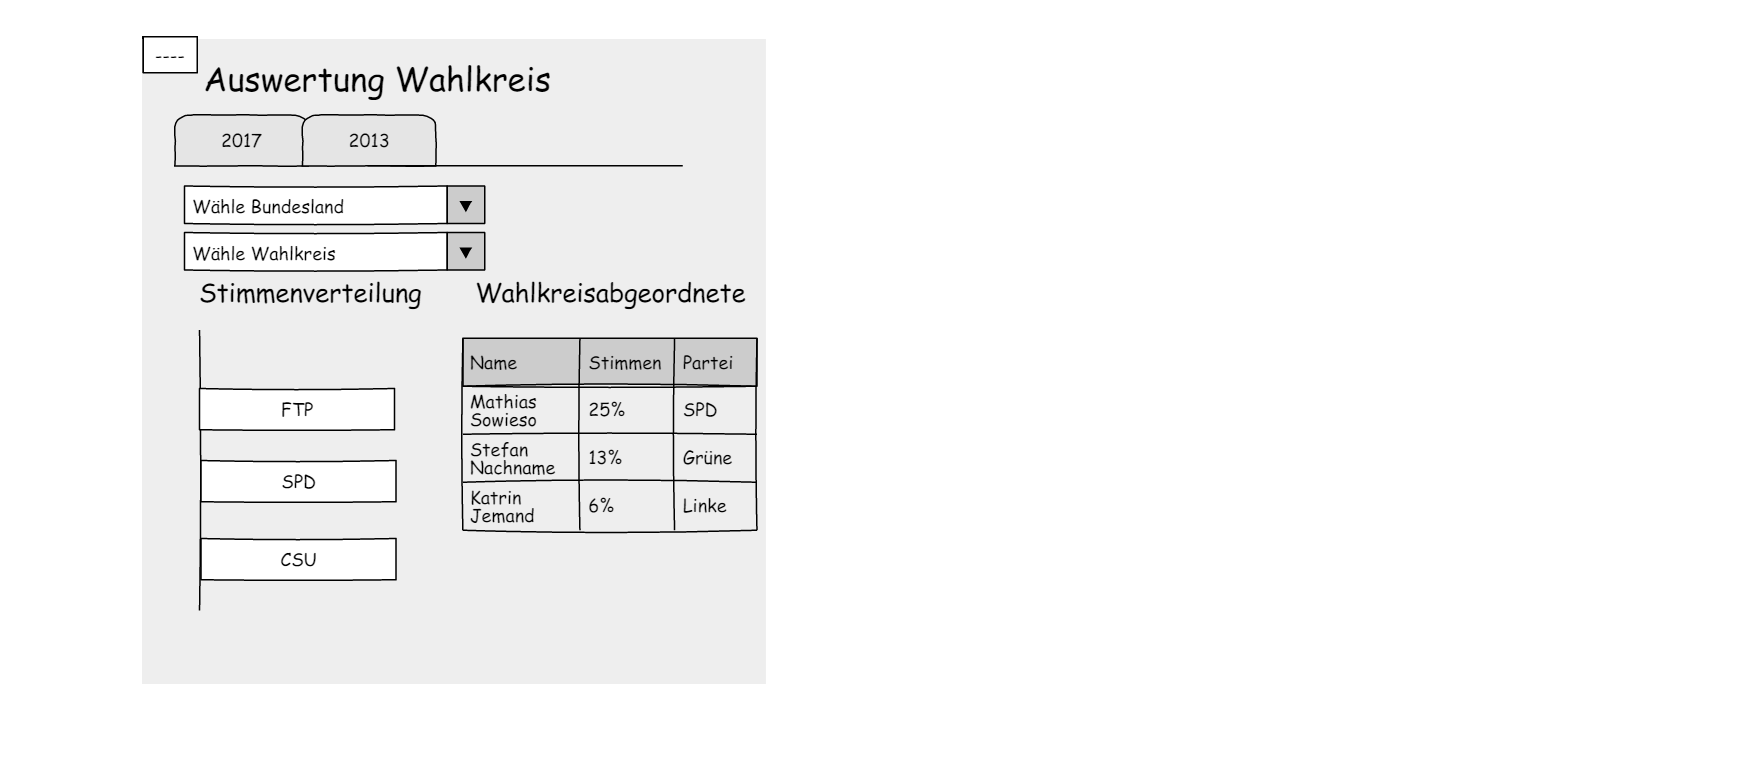 ----
Auswertung Wahlkreis
2017 2013
Wähle Bundesland ▼
Wähle Wahlkreis ▼
Stimmenverteilung
FTP
SPD
CSU
Wahlkreisabgeordnete
Name Stimmen Partei
Mathias
Sowieso
25% SPD
Stefan
Nachname
13% Grüne
Katrin
Jemand
6% Linke